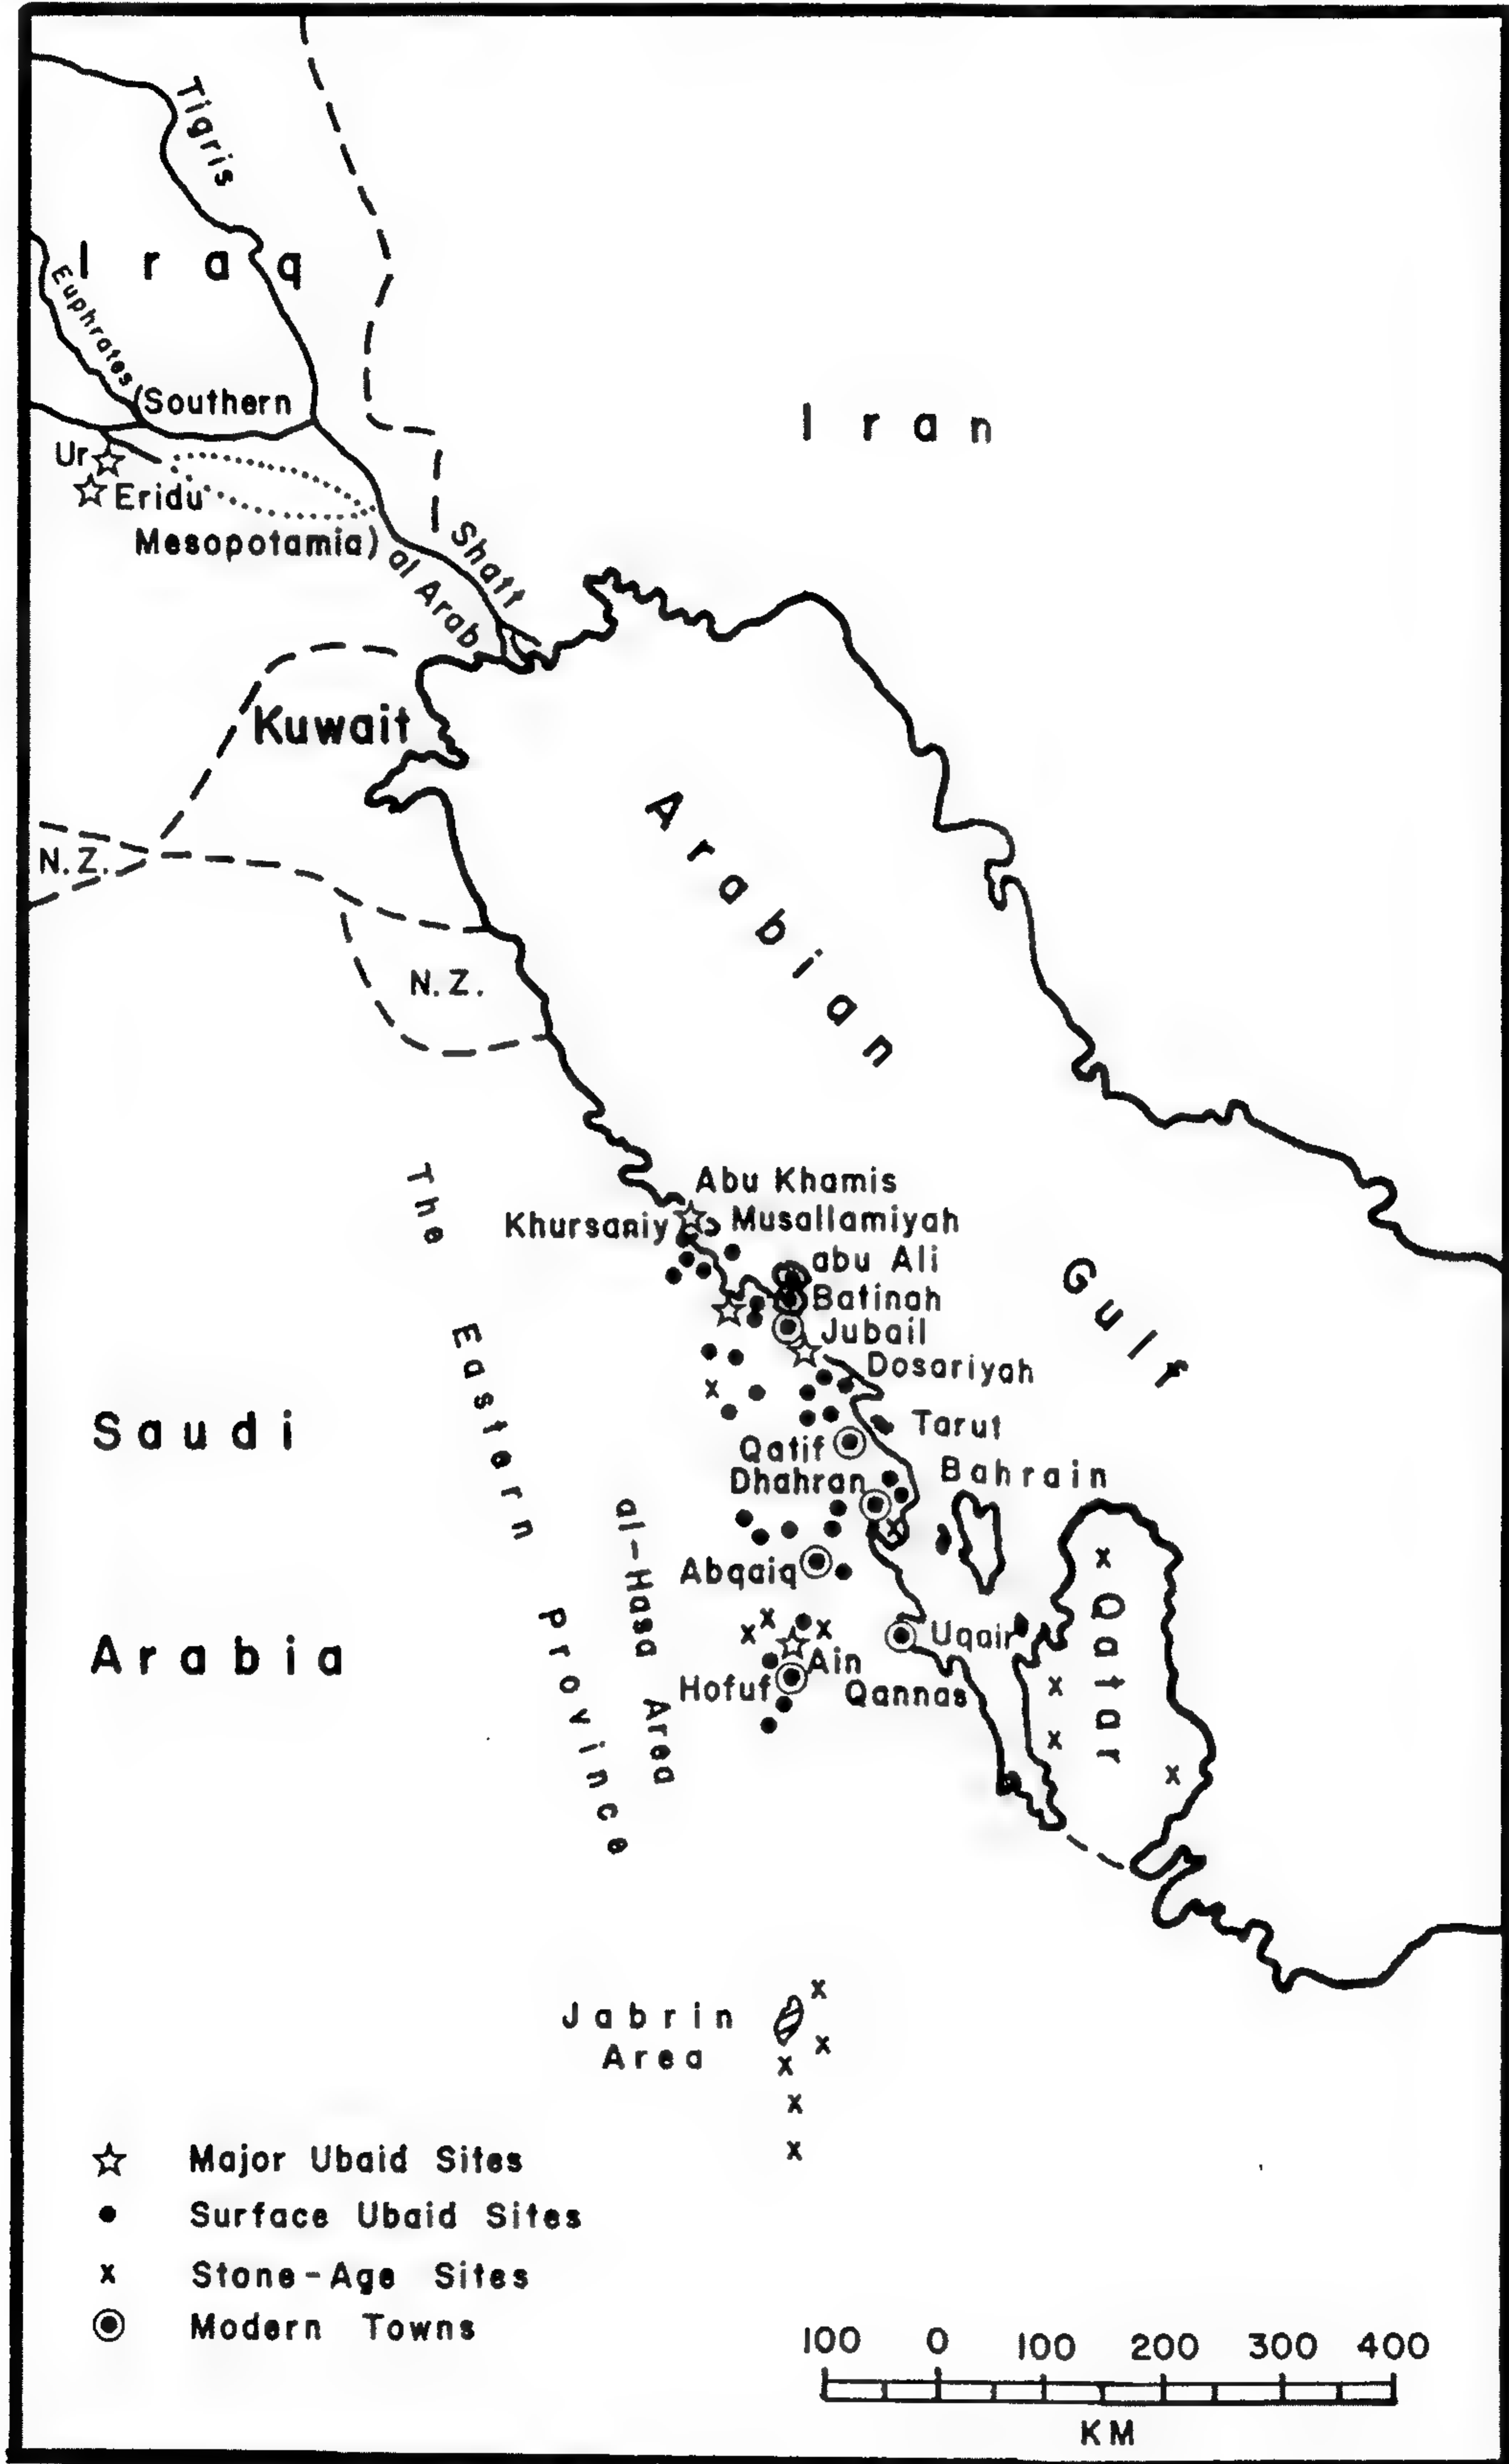 Tigris
Iraq
Euphrates
(Southern
Iran
Ur
Eridu
Mesopotamia)
Shatt
al Arab
Kuwait
N.Z.
Arabian
N.Z.
The
Abu Khamis
Khursaniy
Musallamiyah
abu Ali
Gulf
Batinah
Jubail
Eastern
Dosariyah
Saudi
Tarut
Qatif
Bahrain
Dhahran
al-Hasa
Abqaiq
Qatar
Province
Uqair
Arabia
Ain
Hofuf
Qannas
Area
Jabrin
Area
Major Ubaid Sites
Surface Ubaid Sites
x Stone-Age Sites
Modern Towns
100 0 100 200 300 400
KM